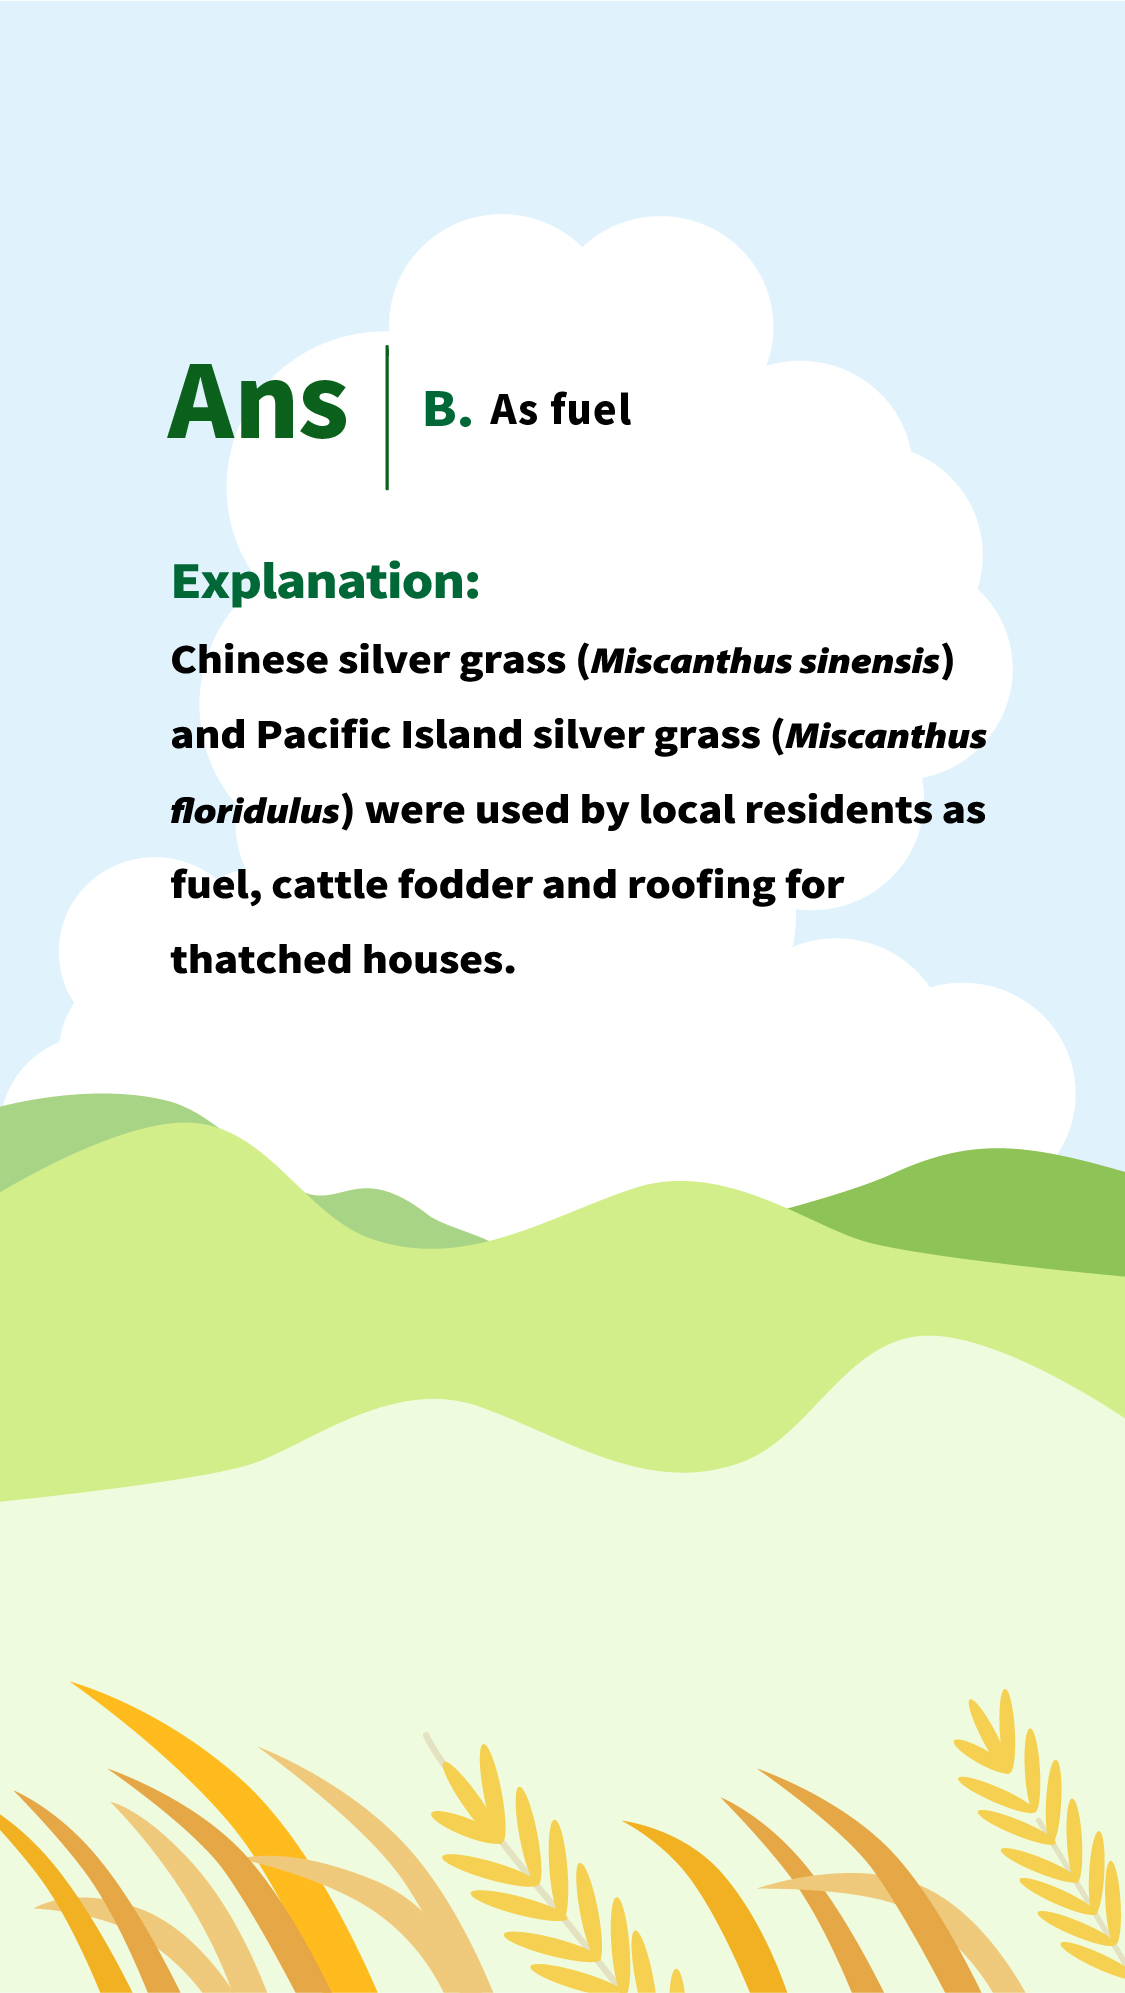 Ans
B. As fuel
Explanation:
Chinese silver grass (Miscanthus sinensis)
and Pacific Island silver grass (Miscanthus
floridulus) were used by local residents as
fuel, cattle fodder and roofing for
thatched houses.